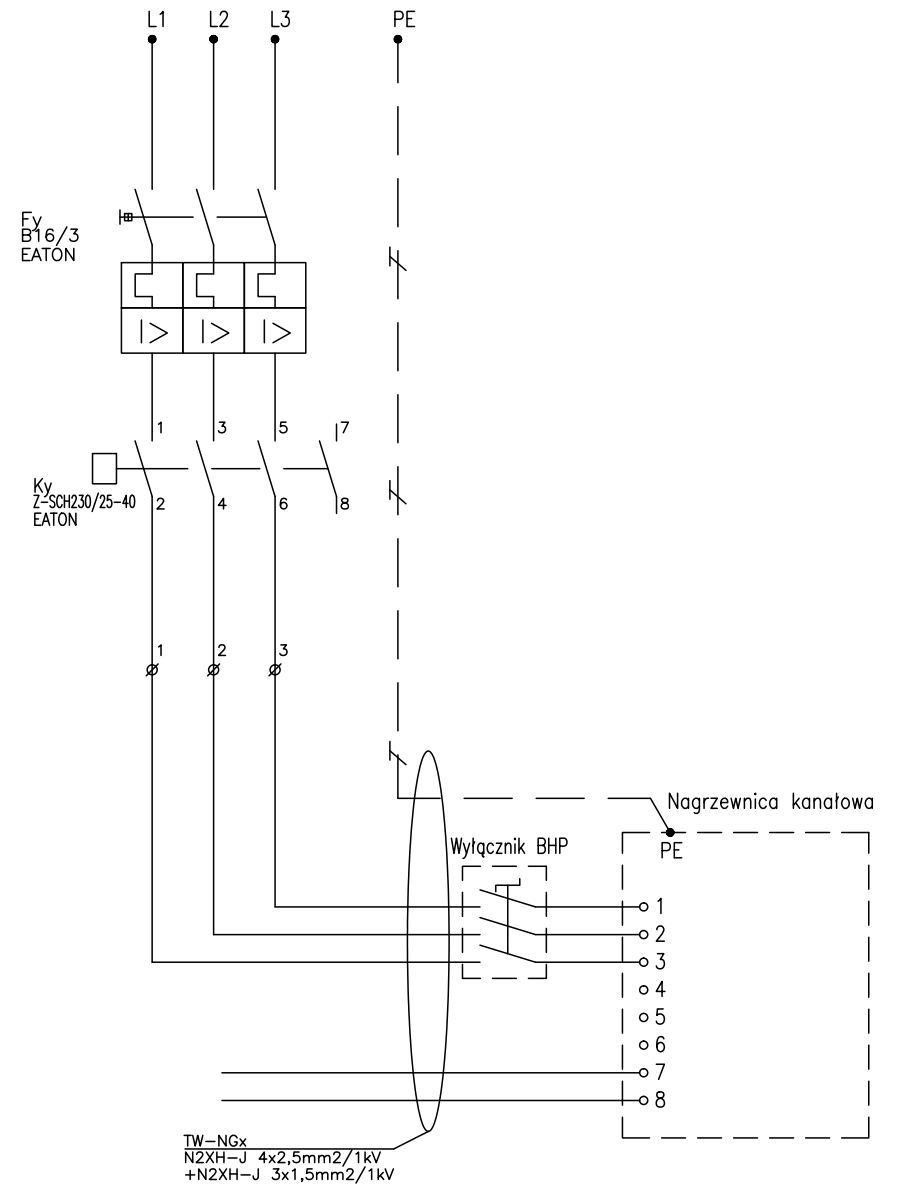 L1 L2 L3 PE
Fy
B16/3
EATON
I> I> I>
1 3 5 7
Ky
Z-SCH230/25-40
EATON
2 4 6 8
1 2 3
Nagrzewnica kanałowa
PE
Wyłącznik BHP
1
2
3
4
5
6
7
8
TW-NGx
N2XH-J 4x2,5mm2/1kV
+N2XH-J 3x1,5mm2/1kV